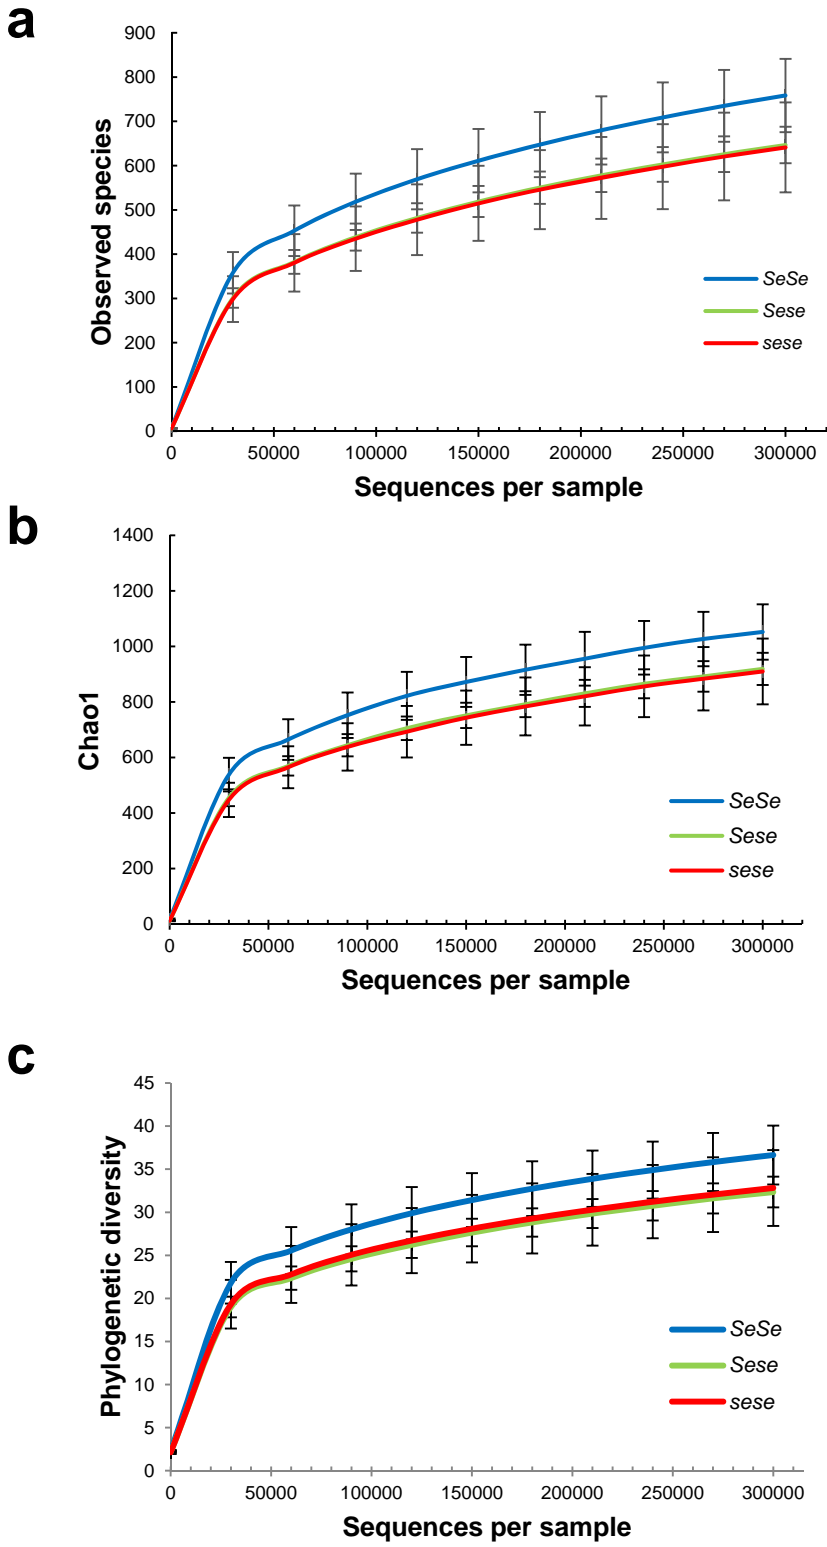 a
Observed species
900
800
700
600
500
400
300
200
100
0
0 50000 100000 150000 200000 250000 300000
Sequences per sample
SeSe
Sese
sese
b
Chao1
1400
1200
1000
800
600
400
200
0
0 50000 100000 150000 200000 250000 300000
Sequences per sample
SeSe
Sese
sese
c
Phylogenetic diversity
45
40
35
30
25
20
15
10
5
0
0 50000 100000 150000 200000 250000 300000
Sequences per sample
SeSe
Sese
sese